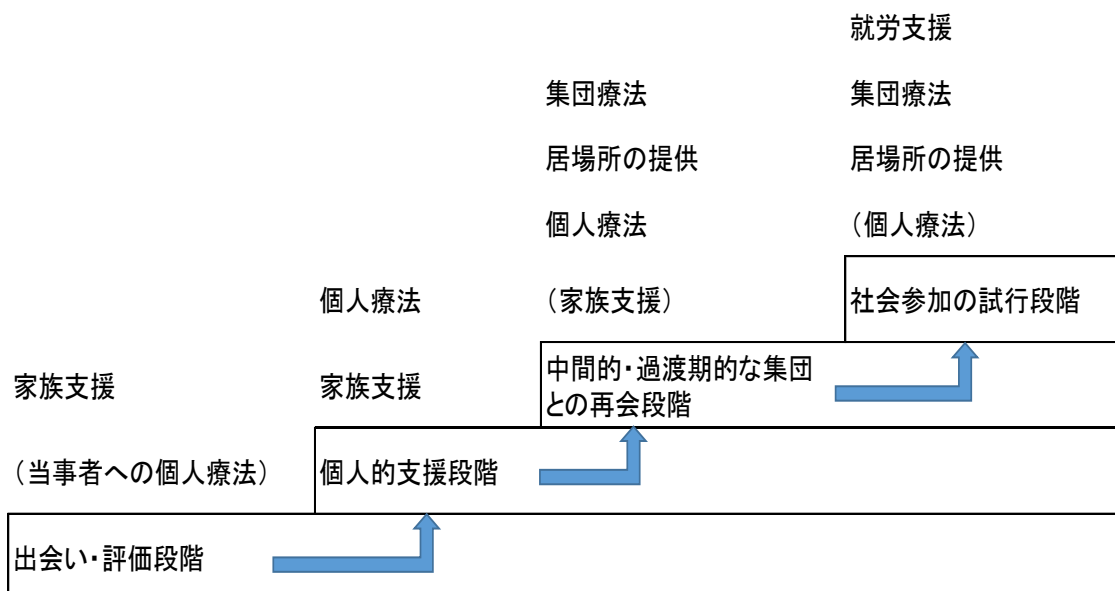 就労支援
集団療法
集団療法
居場所の提供
居場所の提供
個人療法
（個人療法）
個人療法
（家族支援）
社会参加の試行段階
家族支援
家族支援
中間的・過渡期的な集団
との再会段階
（当事者への個人療法）
個人的支援段階
出会い・評価段階